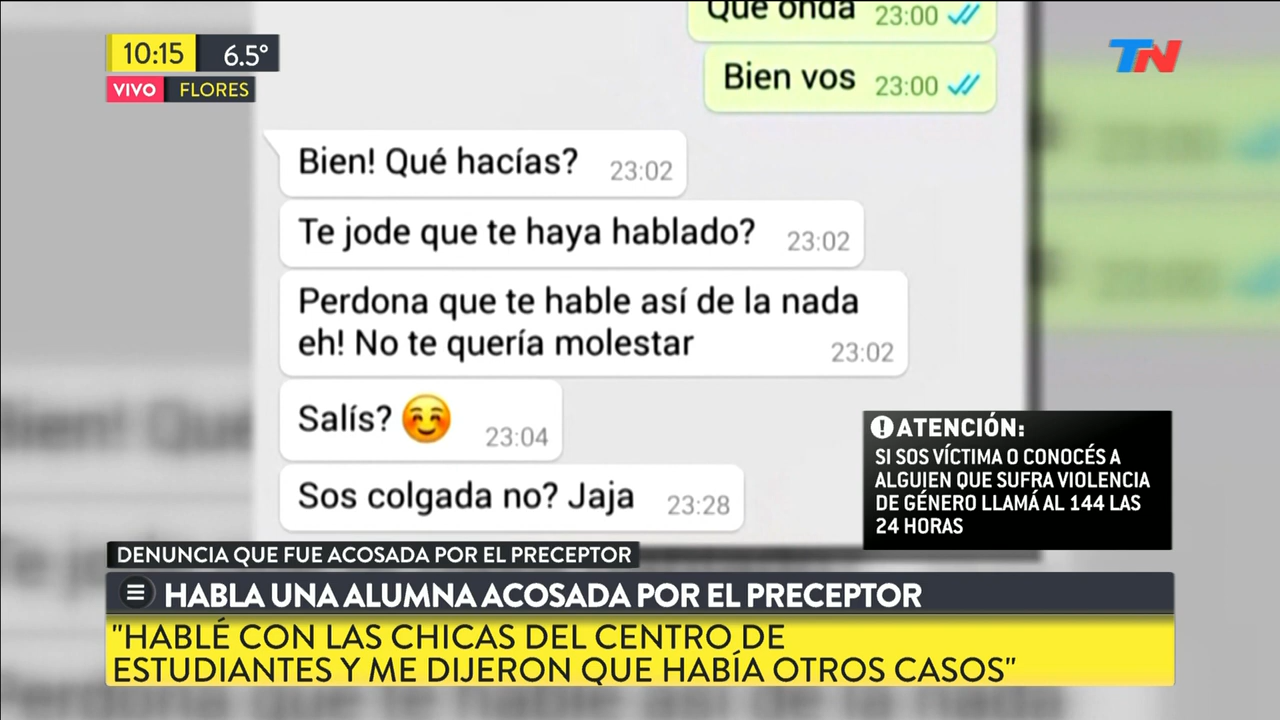 Que onda 23:00
10:15 6.5°
TN
VIVO FLORES
Bien vos 23:00
Bien! Qué hacías? 23:02
Te jode que te haya hablado? 23:02
Perdona que te hable así de la nada
eh! No te quería molestar 23:02
Salís? ☺️ 23:04
Sos colgada no? Jaja 23:28
ATENCIÓN:
SI SOS VÍCTIMA O CONOCÉS A
ALGUIEN QUE SUFRA VIOLENCIA
DE GÉNERO LLAMÁ AL 144 LAS
24 HORAS
DENUNCIA QUE FUE ACOSADA POR EL PRECEPTOR
HABLA UNA ALUMNA ACOSADA POR EL PRECEPTOR
"HABLÉ CON LAS CHICAS DEL CENTRO DE
ESTUDIANTES Y ME DIJERON QUE HABÍA OTROS CASOS"